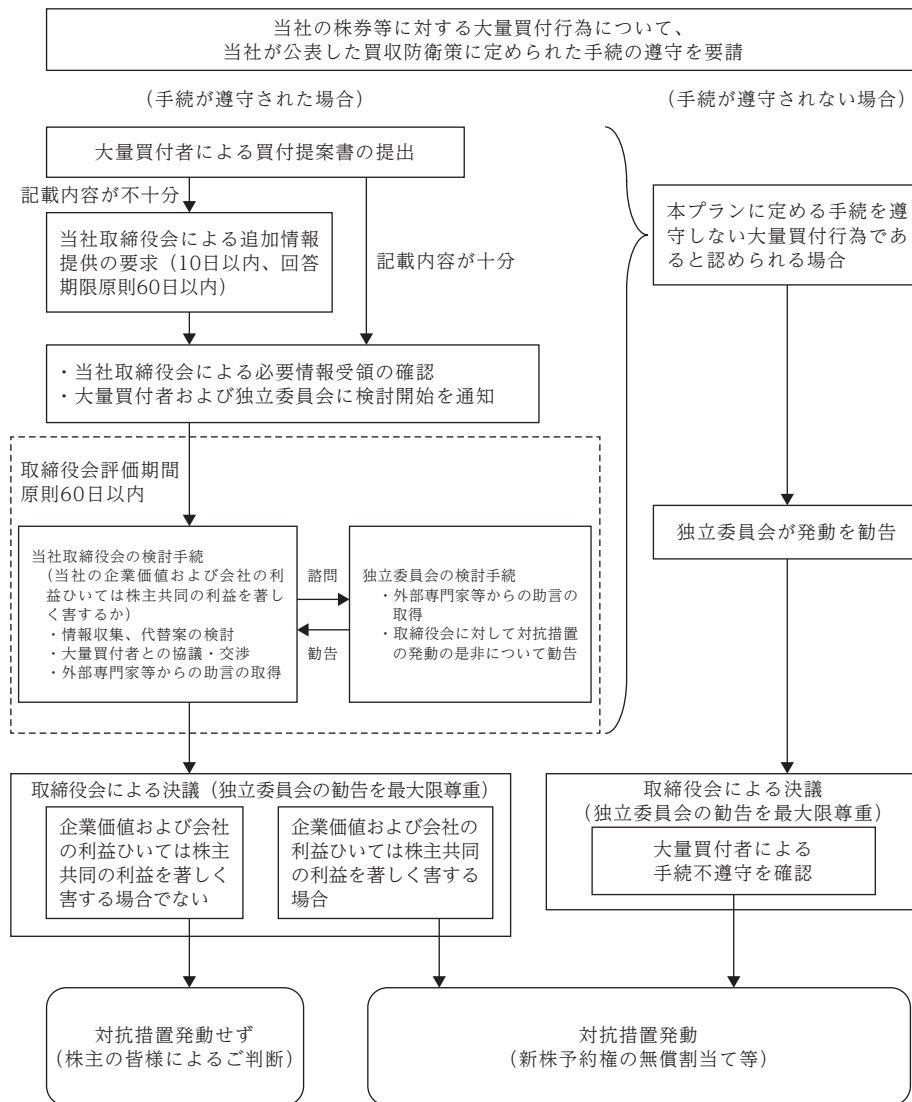 当社の株券等に対する大量買付行為について、
当社が公表した買収防衛策に定められた手続の遵守を要請
（手続が遵守された場合）
（手続が遵守されない場合）
大量買付者による買付提案書の提出
記載内容が不十分
当社取締役会による追加情報
提供の要求（10日以内、回答
期限原則60日以内）
記載内容が十分
本プランに定める手続を遵
守しない大量買付行為であ
ると認められる場合
・当社取締役会による必要情報受領の確認
・大量買付者および独立委員会に検討開始を通知
取締役会評価期間
原則60日以内
独立委員会が発動を勧告
当社取締役会の検討手続
（当社の企業価値および会社の利
益ひいては株主共同の利益を著し
く害するか）
・情報収集、代替案の検討
・大量買付者との協議・交渉
・外部専門家等からの助言の取得
諮問
勧告
独立委員会の検討手続
・外部専門家等からの助言の
取得
・取締役会に対して対抗措置
の発動の是非について勧告
取締役会による決議（独立委員会の勧告を最大限尊重）
企業価値および会社
の利益ひいては株主
共同の利益を著しく
害する場合でない
企業価値および会社の
利益ひいては株主共同
の利益を著しく害する
場合
取締役会による決議
（独立委員会の勧告を最大限尊重）
大量買付者による
手続不遵守を確認
対抗措置発動せず
（株主の皆様によるご判断）
対抗措置発動
（新株予約権の無償割当て等）